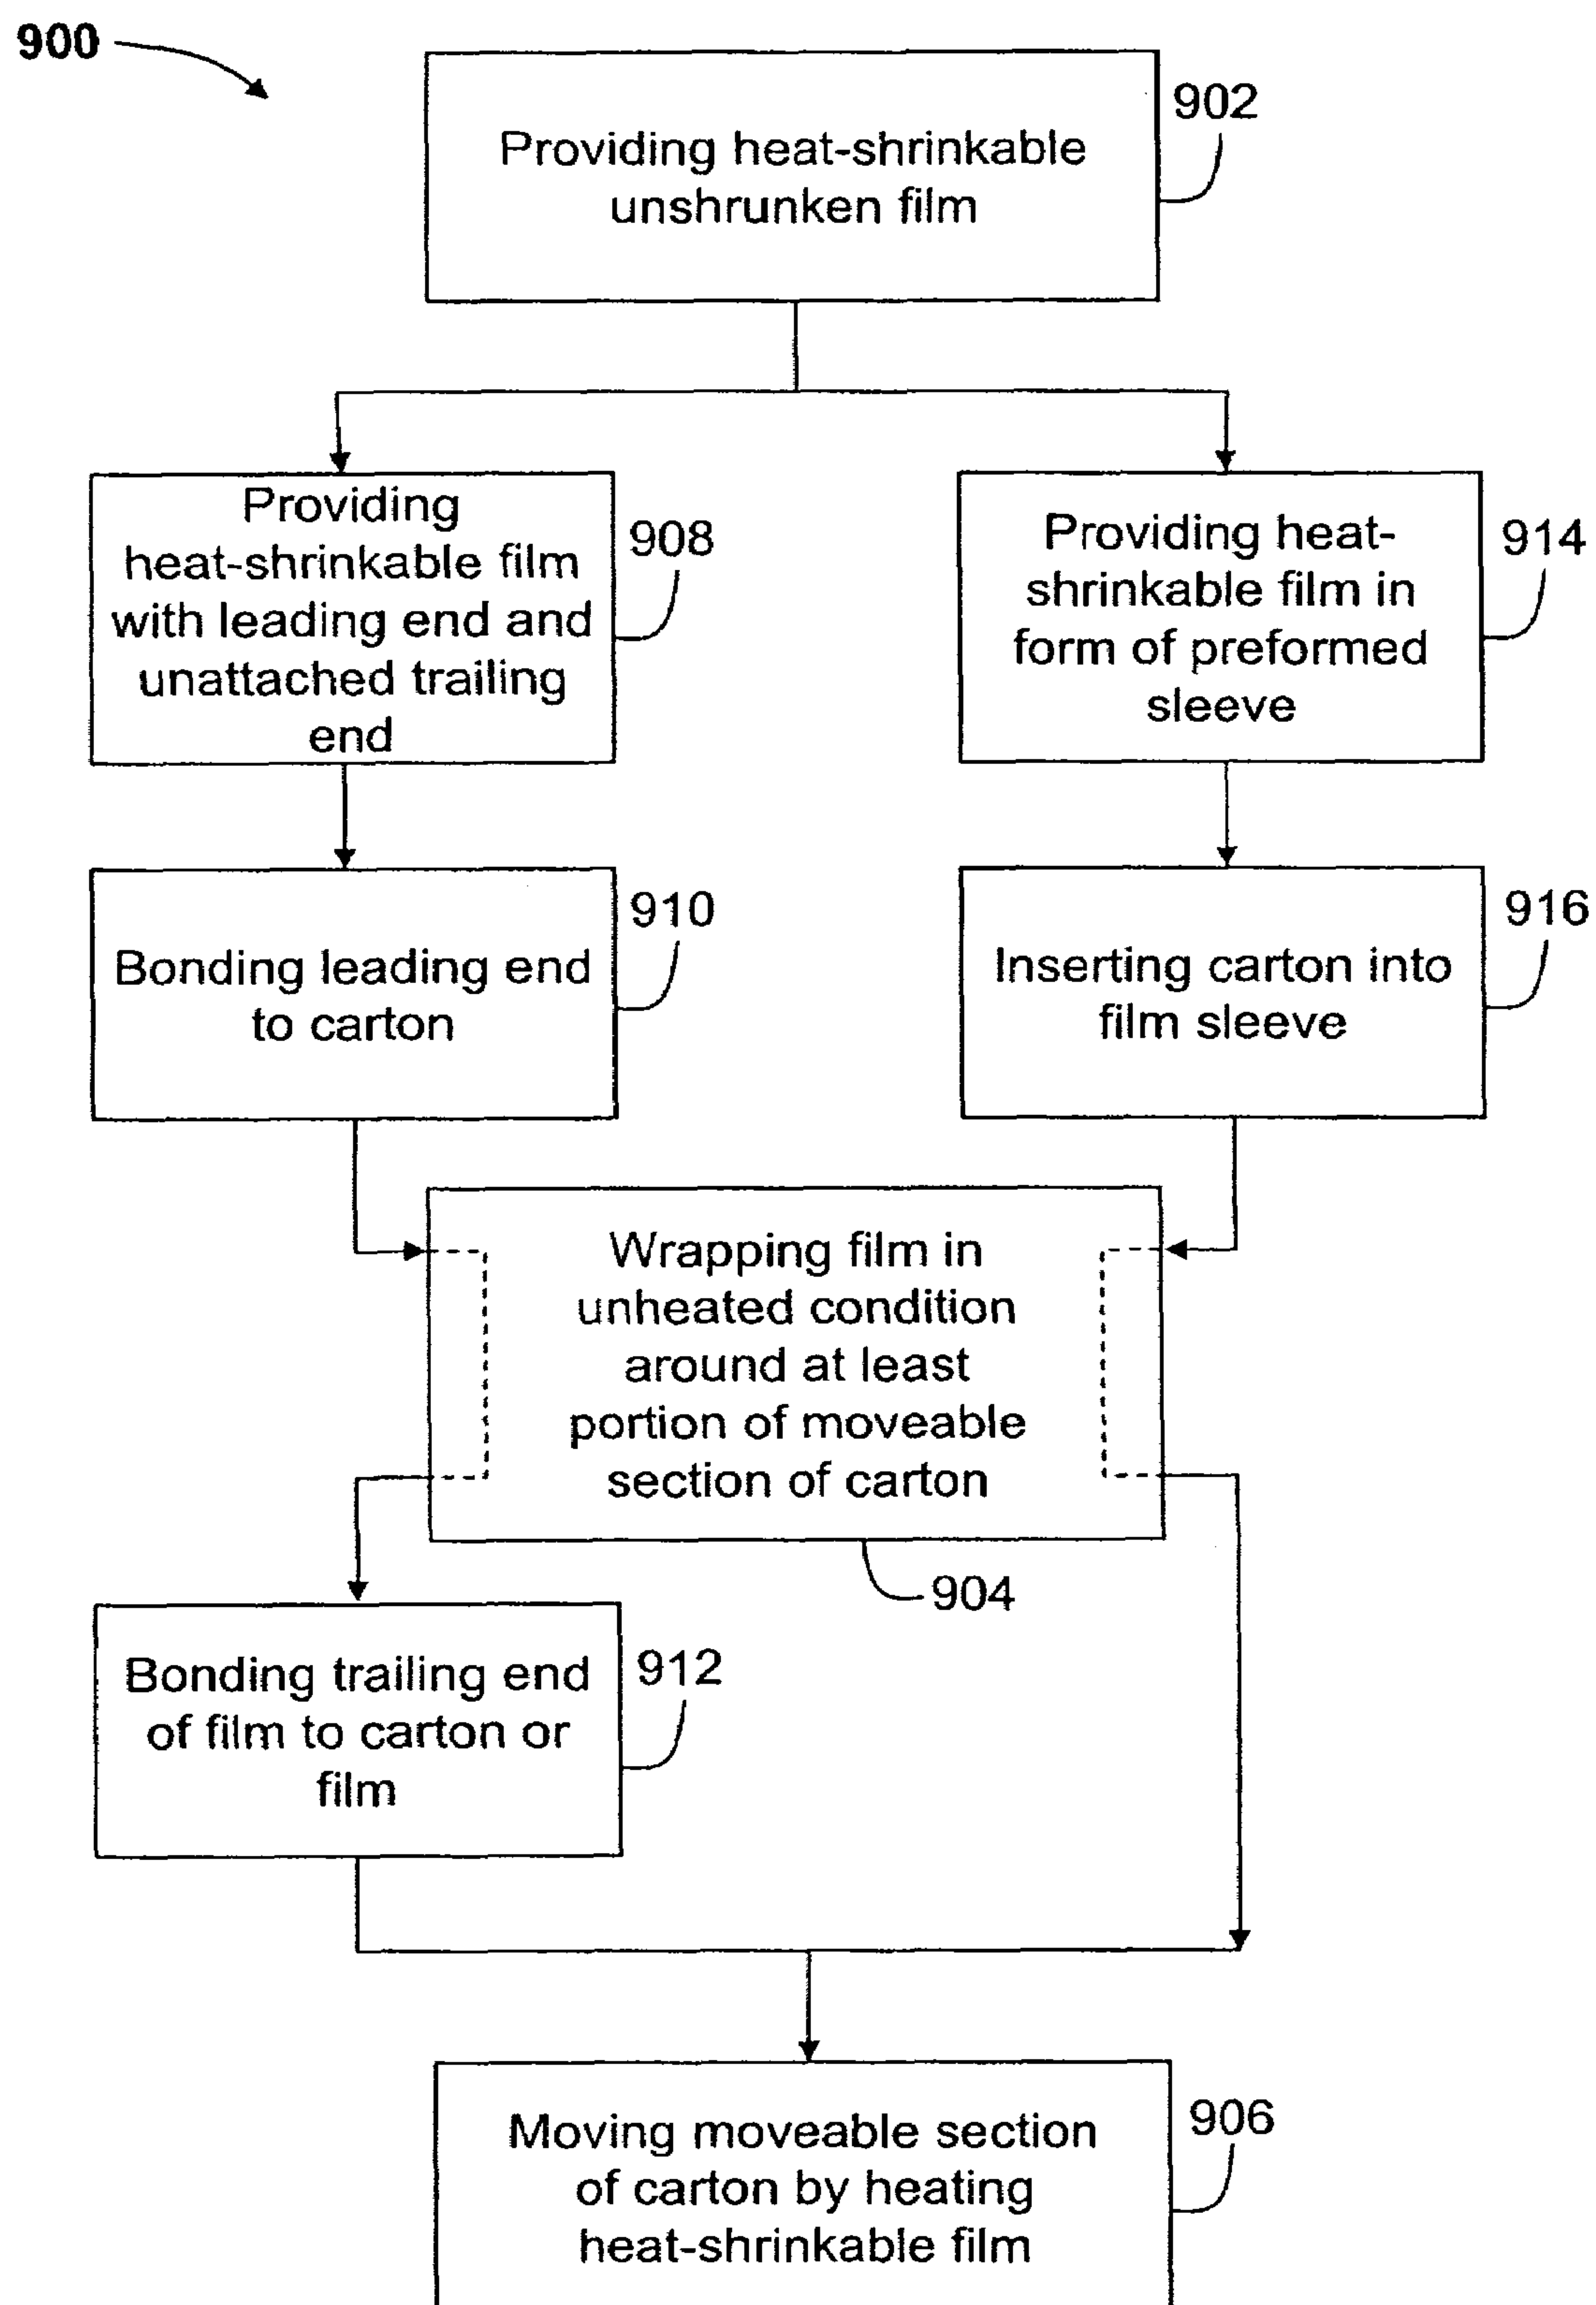 900
Providing heat-shrinkable
unshrunken film
902
Providing
heat-shrinkable film
with leading end and
unattached trailing
end
908
Providing heat-
shrinkable film in
form of preformed
sleeve
914
Bonding leading end
to carton
910
Inserting carton into
film sleeve
916
Wrapping film in
unheated condition
around at least
portion of moveable
section of carton
904
Bonding trailing end
of film to carton or
film
912
Moving moveable section
of carton by heating
heat-shrinkable film
906